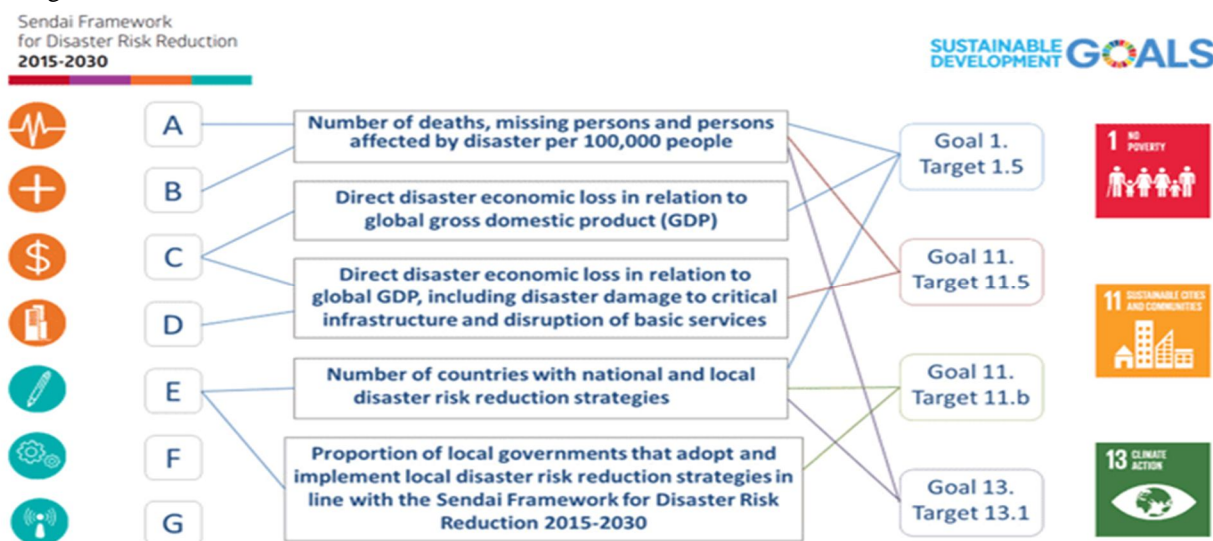 Sendai Framework
for Disaster Risk Reduction
2015-2030
SUSTAINABLE
DEVELOPMENT
GOALS
A
B
C
D
E
F
G
Number of deaths, missing persons and persons
affected by disaster per 100,000 people
Direct disaster economic loss in relation to
global gross domestic product (GDP)
Direct disaster economic loss in relation to
global GDP, including disaster damage to critical
infrastructure and disruption of basic services
Number of countries with national and local
disaster risk reduction strategies
Proportion of local governments that adopt and
implement local disaster risk reduction strategies in
line with the Sendai Framework for Disaster Risk
Reduction 2015-2030
Goal 1.
Target 1.5
Goal 11.
Target 11.5
Goal 11.
Target 11.b
Goal 13.
Target 13.1
1 NO
POVERTY
11 SUSTAINABLE CITIES
AND COMMUNITIES
13 CLIMATE
ACTION